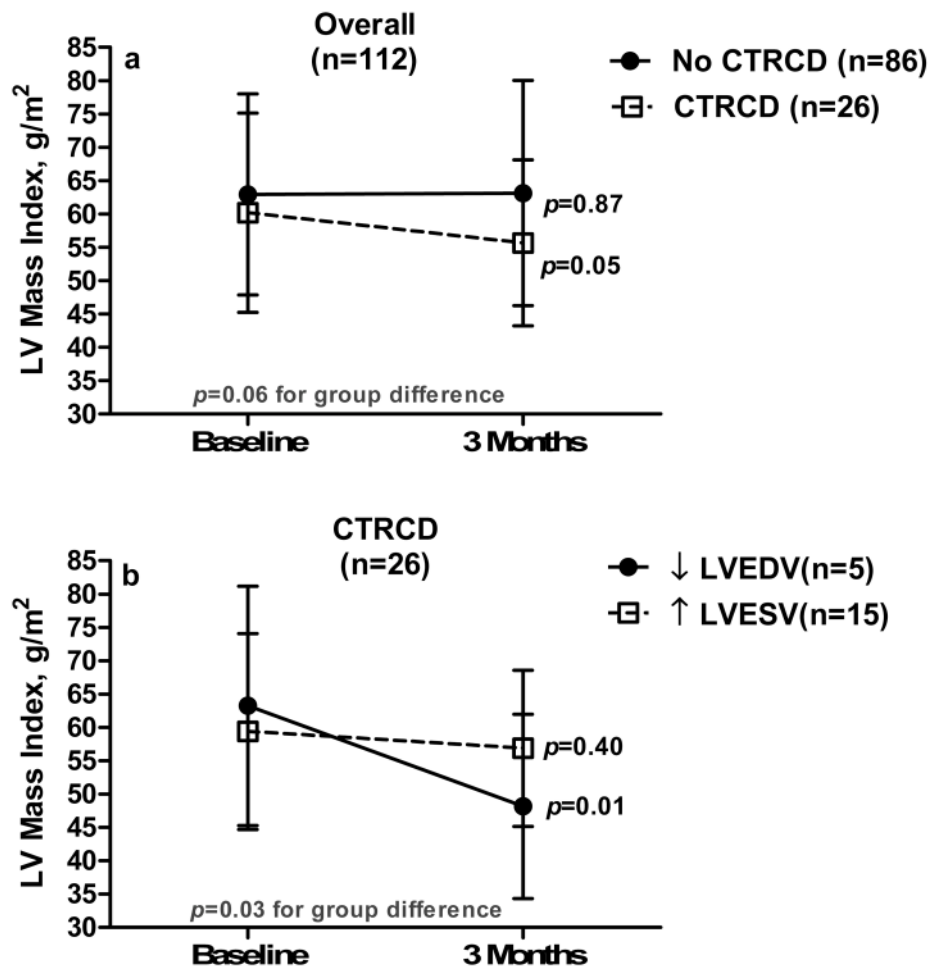 Overall
(n=112)
a
No CTRCD (n=86)
CTRCD (n=26)
LV Mass Index, g/m²
85
80
75
70
65
60
55
50
45
40
35
30
p=0.87
p=0.05
p=0.06 for group difference
Baseline
3 Months
CTRCD
(n=26)
b
↓ LVEDV(n=5)
↑ LVESV(n=15)
LV Mass Index, g/m²
85
80
75
70
65
60
55
50
45
40
35
30
p=0.40
p=0.01
p=0.03 for group difference
Baseline
3 Months